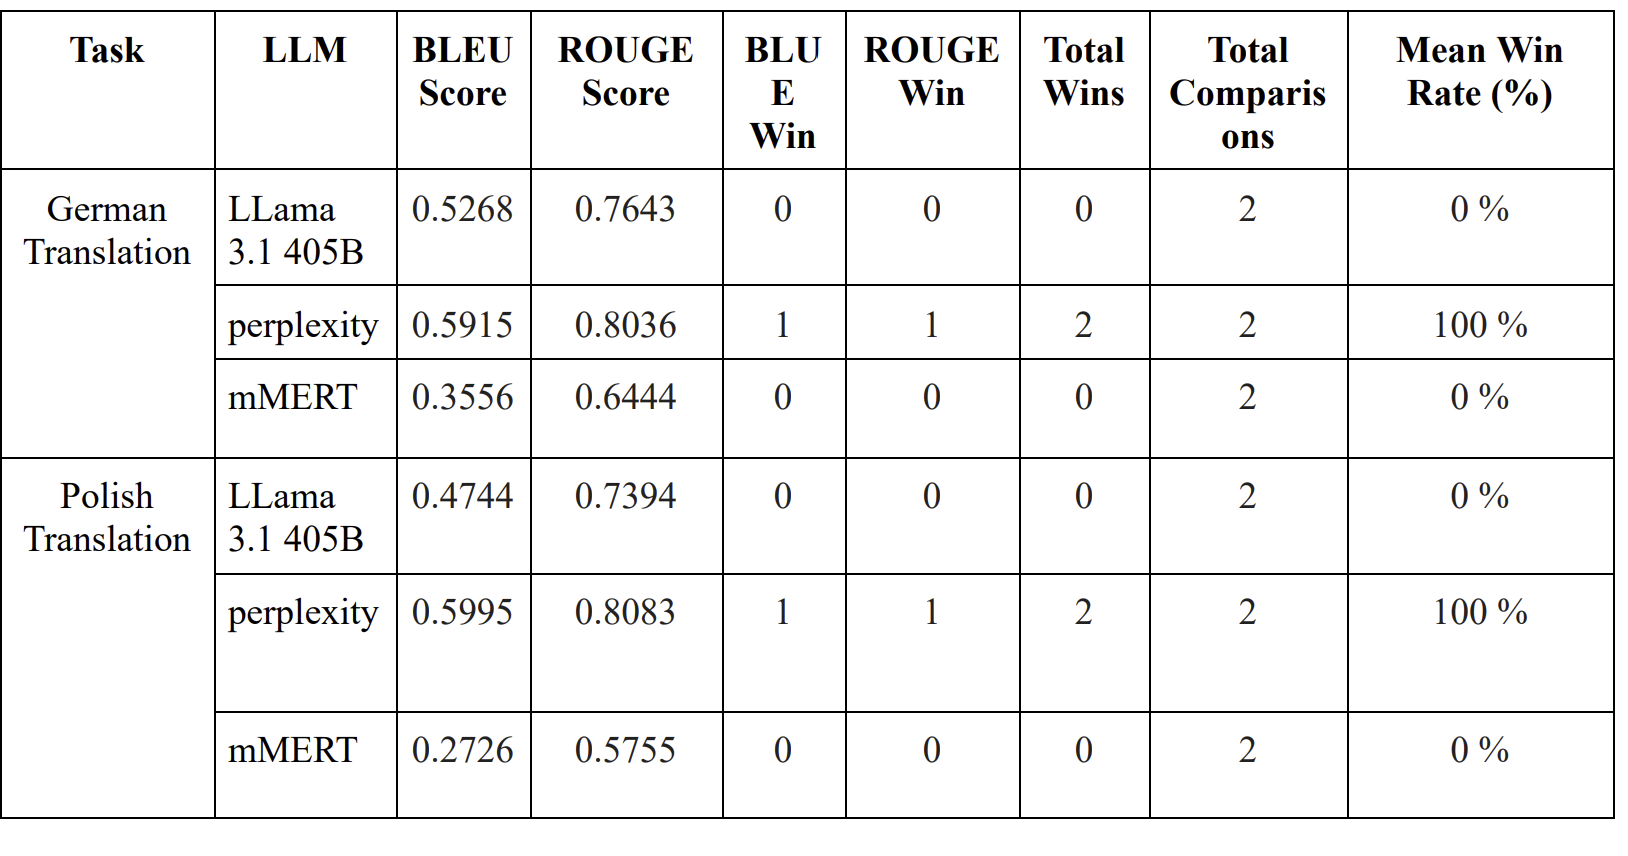 Task LLM BLEU Score ROUGE Score BLU E Win ROUGE Win Total Wins Total Comparis ons Mean Win Rate (%)
German Translation LLama 3.1 405B 0.5268 0.7643 0 0 0 2 0 %
perplexity 0.5915 0.8036 1 1 2 2 100 %
mMERT 0.3556 0.6444 0 0 0 2 0 %
Polish Translation LLama 3.1 405B 0.4744 0.7394 0 0 0 2 0 %
perplexity 0.5995 0.8083 1 1 2 2 100 %
mMERT 0.2726 0.5755 0 0 0 2 0 %